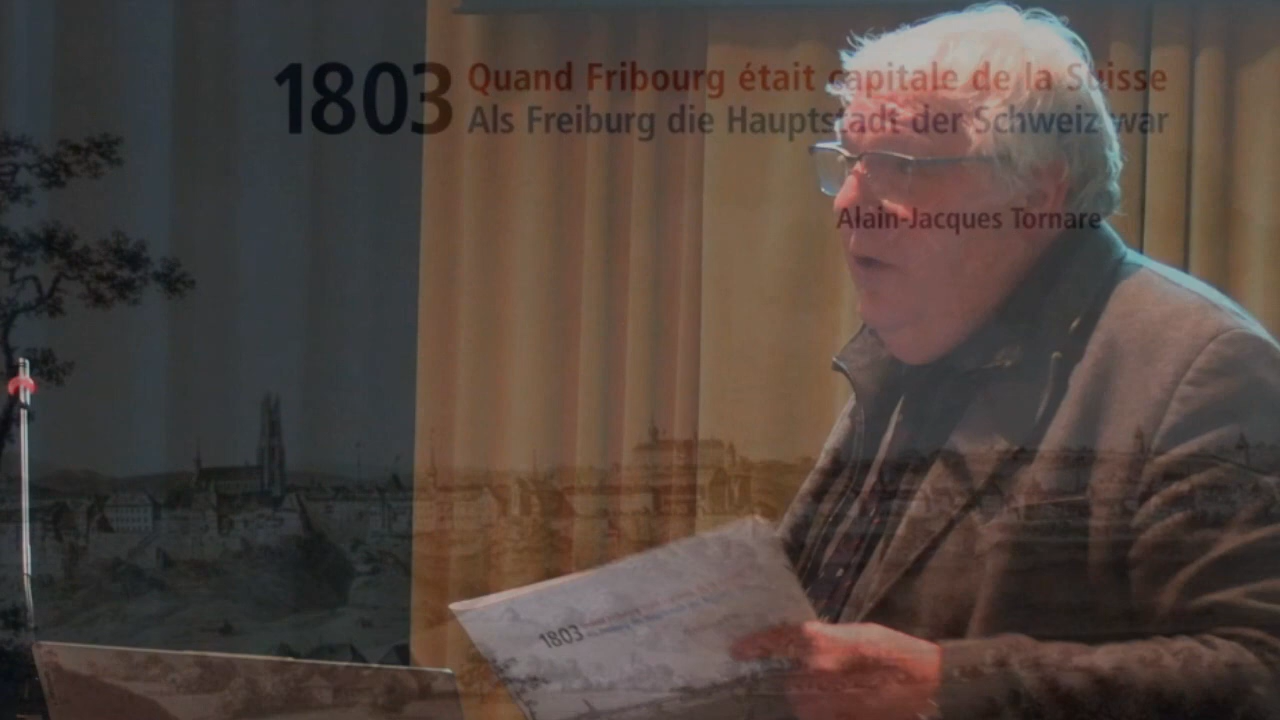 1803
Quand Fribourg était capitale de la Suisse
Als Freiburg die Hauptstadt der Schweiz war
Alain-Jacques Tornare
1803